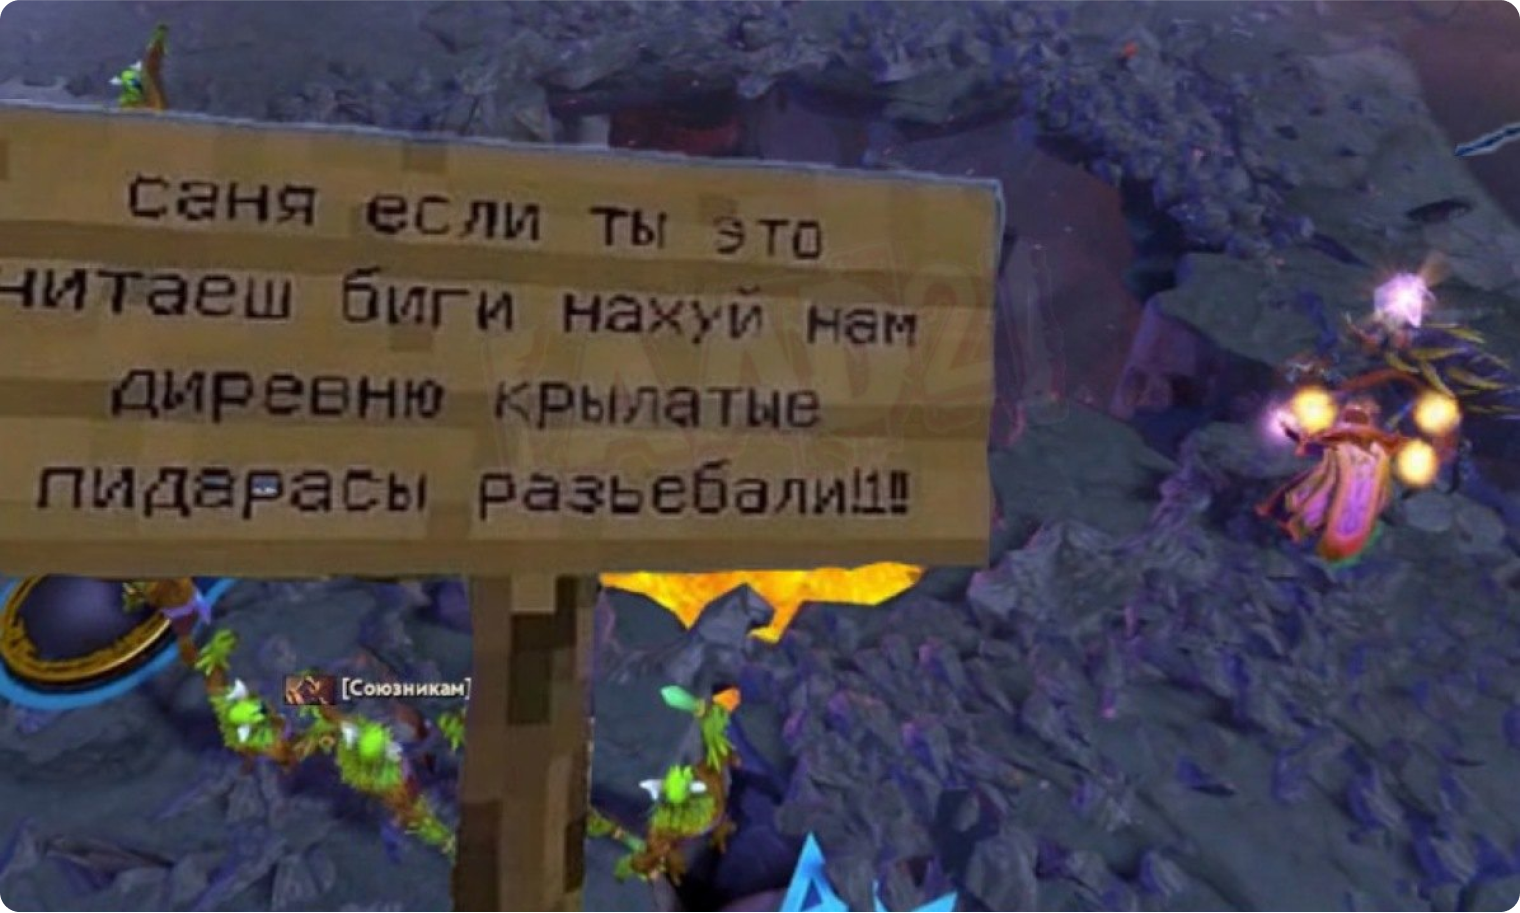 саня если ты это
читаеш биги нахуй нам
диревню крылатые
пидарасы разьебали!1!!
[Союзникам]